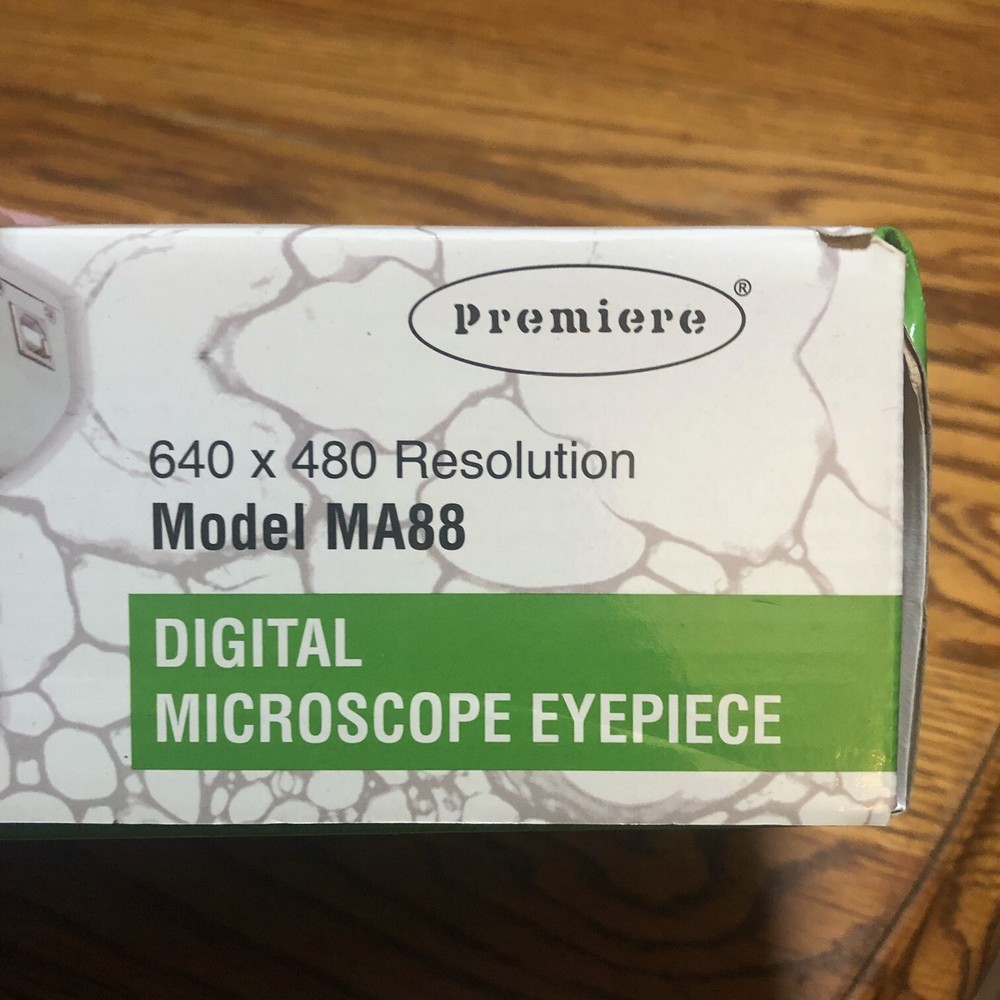 Premiere®
640 x 480 Resolution
Model MA88
DIGITAL
MICROSCOPE EYEPIECE